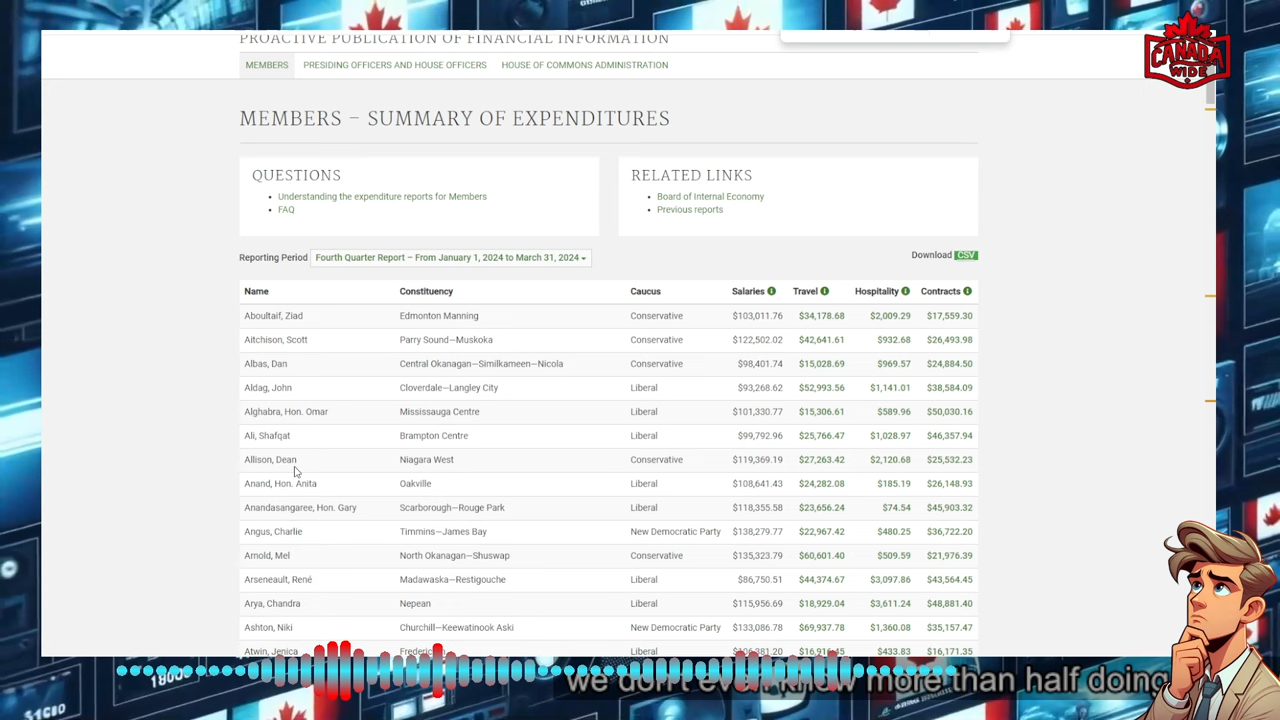 PROACTIVE PUBLICATION OF FINANCIAL INFORMATION
CANADA
WIDE
MEMBERS PRESIDING OFFICERS AND HOUSE OFFICERS HOUSE OF COMMONS ADMINISTRATION
MEMBERS – SUMMARY OF EXPENDITURES
QUESTIONS
• Understanding the expenditure reports for Members
• FAQ
RELATED LINKS
• Board of Internal Economy
• Previous reports
Reporting Period Fourth Quarter Report – From January 1, 2024 to March 31, 2024
Download CSV
Name Constituency Caucus Salaries Travel Hospitality Contracts
Aboultaif, Ziad Edmonton Manning Conservative $103,011.76 $34,178.68 $2,009.29 $17,559.30
Aitchison, Scott Parry Sound—Muskoka Conservative $122,502.02 $42,641.61 $932.68 $26,493.98
Albas, Dan Central Okanagan—Similkameen—Nicola Conservative $98,401.74 $15,028.69 $969.57 $24,884.50
Aldag, John Cloverdale—Langley City Liberal $93,268.62 $52,993.56 $1,141.01 $38,584.09
Alghabra, Hon. Omar Mississauga Centre Liberal $101,330.77 $15,306.61 $589.96 $50,030.16
Ali, Shafqat Brampton Centre Liberal $99,792.96 $25,766.47 $1,028.97 $46,357.94
Allison, Dean Niagara West Conservative $119,369.19 $27,263.42 $2,120.68 $25,532.23
Anand, Hon. Anita Oakville Liberal $108,641.43 $24,282.08 $185.19 $26,148.93
Anandasangaree, Hon. Gary Scarborough—Rouge Park Liberal $118,355.58 $23,656.24 $74.54 $45,903.32
Angus, Charlie Timmins—James Bay New Democratic Party $138,279.77 $22,967.42 $480.25 $36,722.20
Arnold, Mel North Okanagan—Shuswap Conservative $135,323.79 $60,601.40 $509.59 $21,976.39
Arseneault, René Madawaska—Restigouche Liberal $86,750.51 $44,374.67 $3,097.86 $43,564.45
Arya, Chandra Nepean Liberal $115,956.69 $18,929.04 $3,611.24 $48,881.40
Ashton, Niki Churchill—Keewatinook Aski New Democratic Party $133,086.78 $69,937.78 $1,360.08 $35,157.47
Atwin, Jenica Liberal $433.83 $16,171.35
we don't even know more than half doing